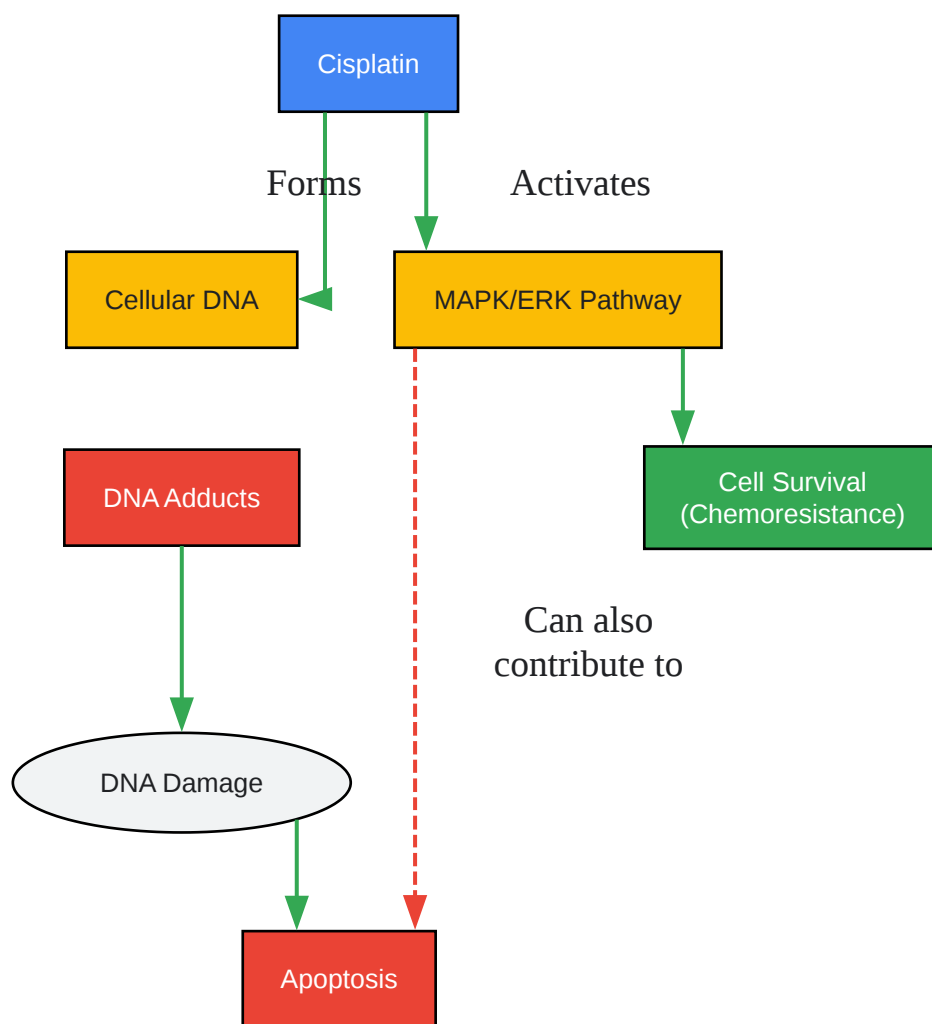 Cisplatin
Forms
Activates
Cellular DNA
MAPK/ERK Pathway
DNA Adducts
Cell Survival
(Chemoresistance)
Can also
contribute to
DNA Damage
Apoptosis